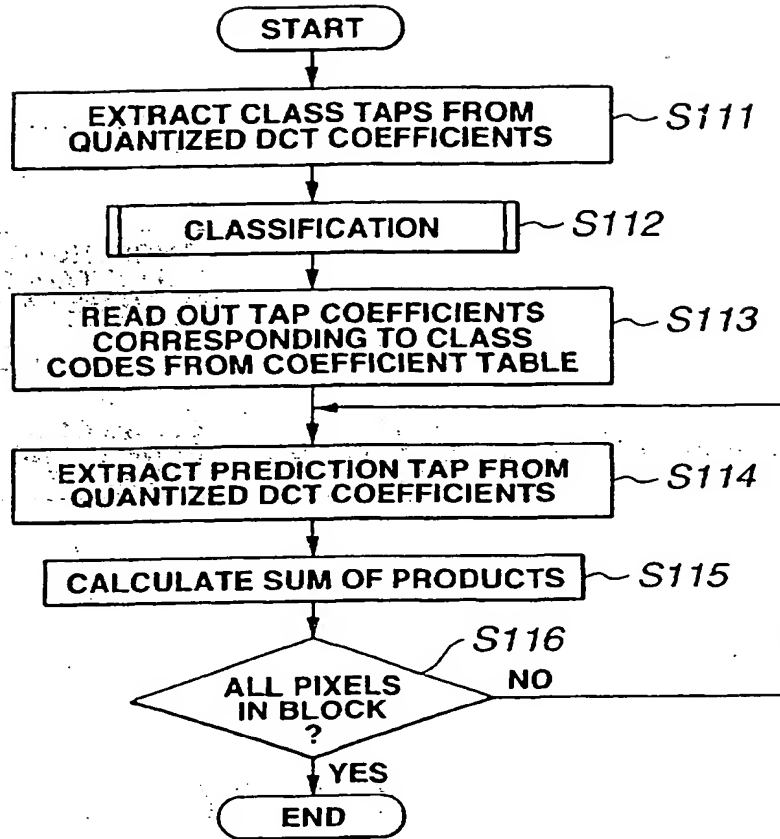 START
EXTRACT CLASS TAPS FROM
QUANTIZED DCT COEFFICIENTS
S111
CLASSIFICATION
S112
READ OUT TAP COEFFICIENTS
CORRESPONDING TO CLASS
CODES FROM COEFFICIENT TABLE
S113
EXTRACT PREDICTION TAP FROM
QUANTIZED DCT COEFFICIENTS
S114
CALCULATE SUM OF PRODUCTS
S115
S116
ALL PIXELS
IN BLOCK
?
NO
YES
END